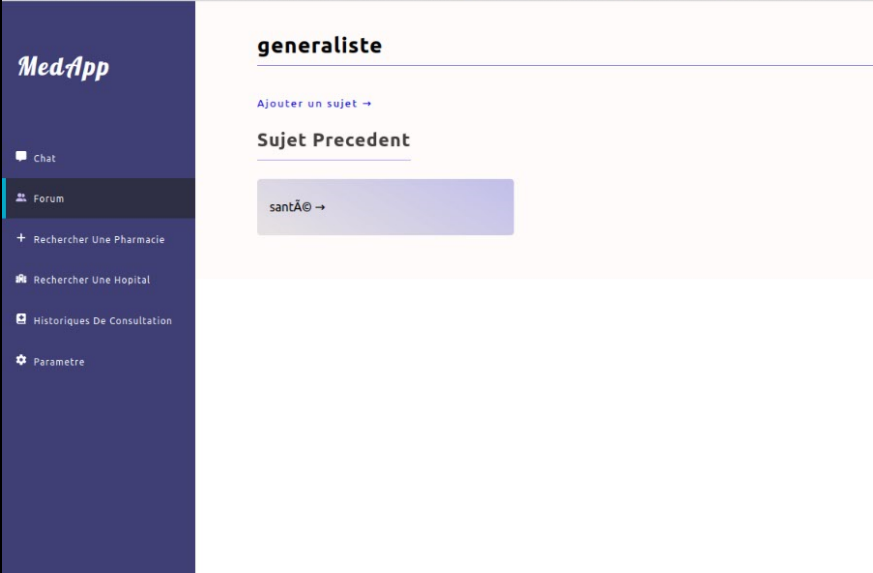 MedApp
Chat
Forum
Rechercher Une Pharmacie
Rechercher Une Hopital
Historiques De Consultation
Parametre
generaliste
Ajouter un sujet →
Sujet Precedent
santÃ© →